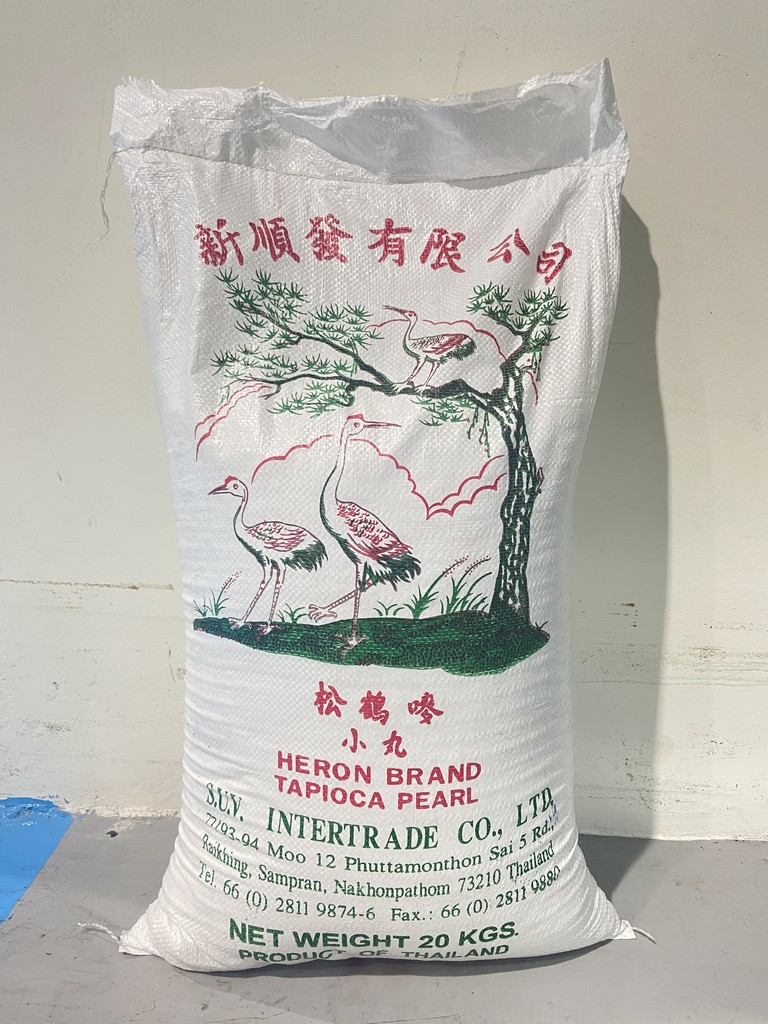 新順發有限公司
松鶴嘜
小丸
HERON BRAND
TAPIOCA PEARL
S.U.V. INTERTRADE CO., LTD.
77/93-94 Moo 12 Phuttamonthon Sai 5 Rd.,
Raikhing, Sampran, Nakhonpathom 73210 Thailand
Tel. 66 (0) 2811 9874-6 Fax.: 66 (0) 2811 9880
NET WEIGHT 20 KGS.
PRODUCT OF THAILAND